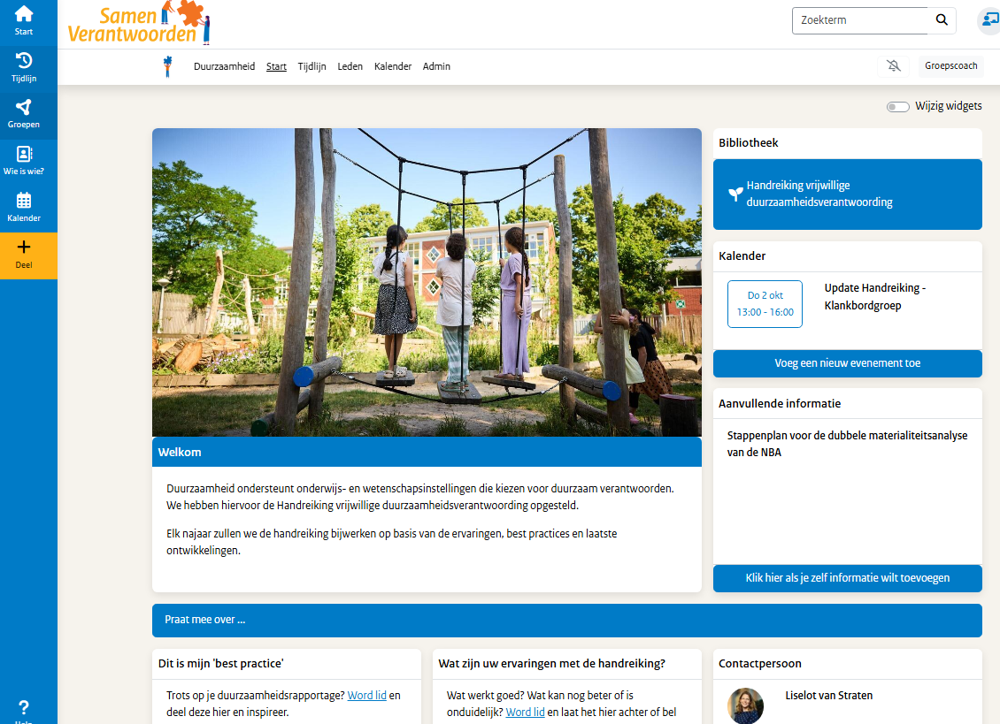 Start
Tijdlijn
Groepen
Wie is wie?
Kalender
Deel
Samen
Verantwoorden
Zoekterm
Duurzaamheid Start Tijdlijn Leden Kalender Admin
Groepscoach
Wijzig widgets
Welkom
Duurzaamheid ondersteunt onderwijs- en wetenschapsinstellingen die kiezen voor duurzaam verantwoorden.
We hebben hiervoor de Handreiking vrijwillige duurzaamheidsverantwoording opgesteld.
Elk najaar zullen we de handreiking bijwerken op basis van de ervaringen, best practices en laatste
ontwikkelingen.
Bibliotheek
Handreiking vrijwillige
duurzaamheidsverantwoording
Kalender
Do 2 okt
13:00 - 16:00
Update Handreiking -
Klankbordgroep
Voeg een nieuw evenement toe
Aanvullende informatie
Stappenplan voor de dubbele materialiteitsanalyse
van de NBA
Klik hier als je zelf informatie wilt toevoegen
Praat mee over ...
Dit is mijn 'best practice'
Trots op je duurzaamheidsrapportage? Word lid en
deel deze hier en inspireer.
Wat zijn uw ervaringen met de handreiking?
Wat werkt goed? Wat kan nog beter of is
onduidelijk? Word lid en laat het hier achter of bel
Contactpersoon
Liselot van Straten
?